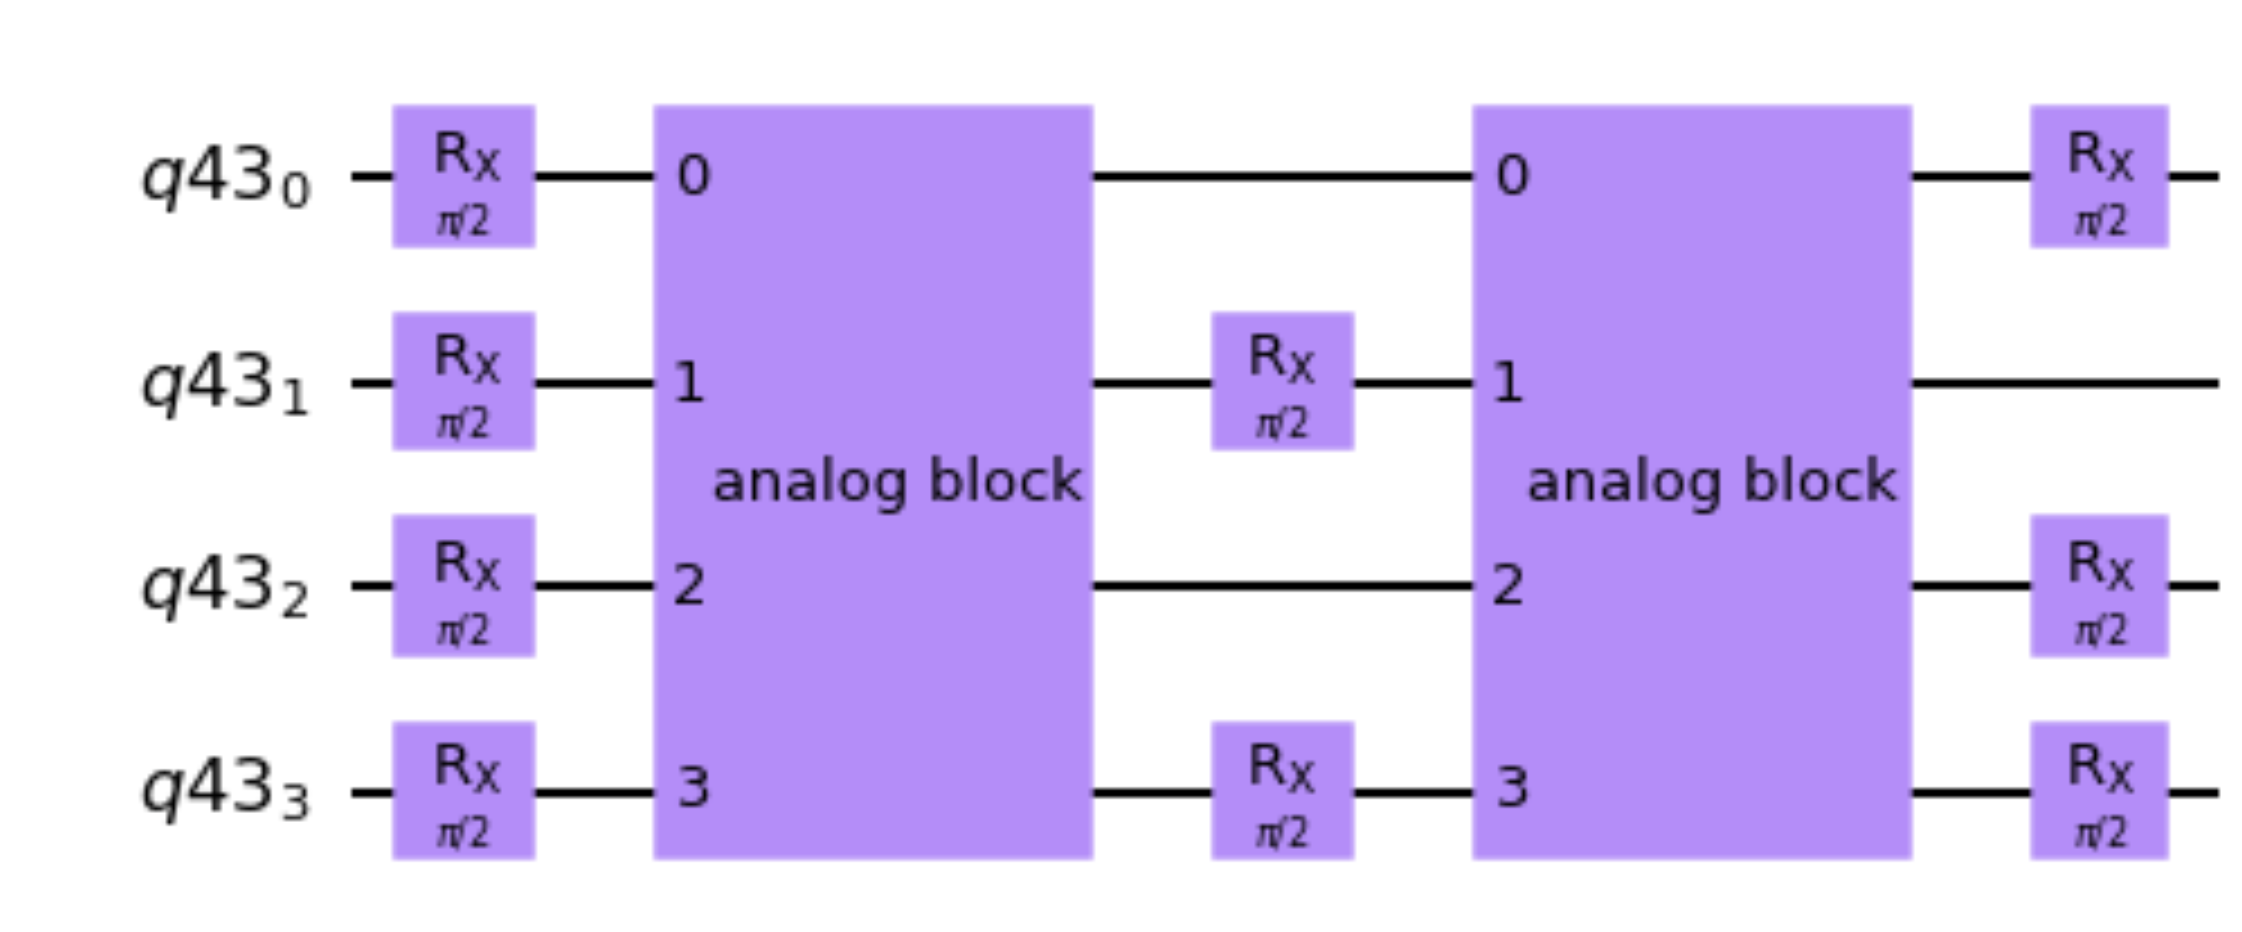 q43₀ Rₓ π/2 0 0 Rₓ π/2
q43₁ Rₓ π/2 1 Rₓ π/2 1
analog block analog block
q43₂ Rₓ π/2 2 2 Rₓ π/2
q43₃ Rₓ π/2 3 Rₓ π/2 3 Rₓ π/2